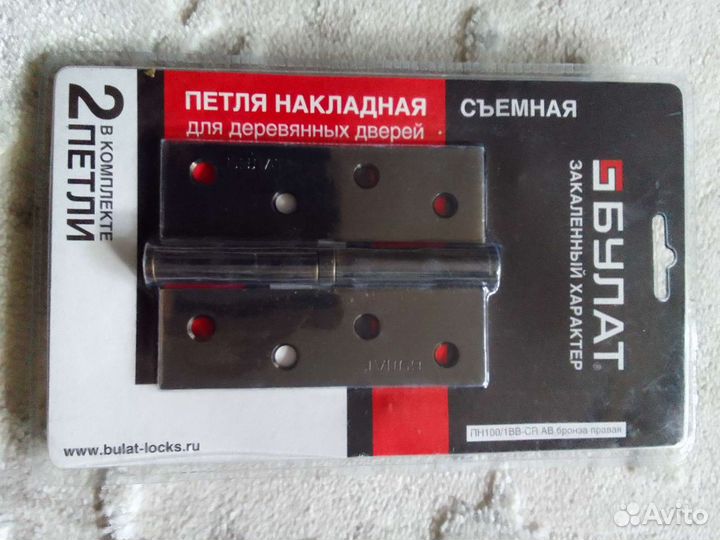 ПЕТЛЯ НАКЛАДНАЯ
для деревянных дверей
СЪЕМНАЯ
2 ПЕТЛИ
В КОМПЛЕКТЕ
БУЛАТ®
ЗАКАЛЕННЫЙ ХАРАКТЕР
ПН100/1ВВ-CR АВ бронза правая
www.bulat-locks.ru
Avito